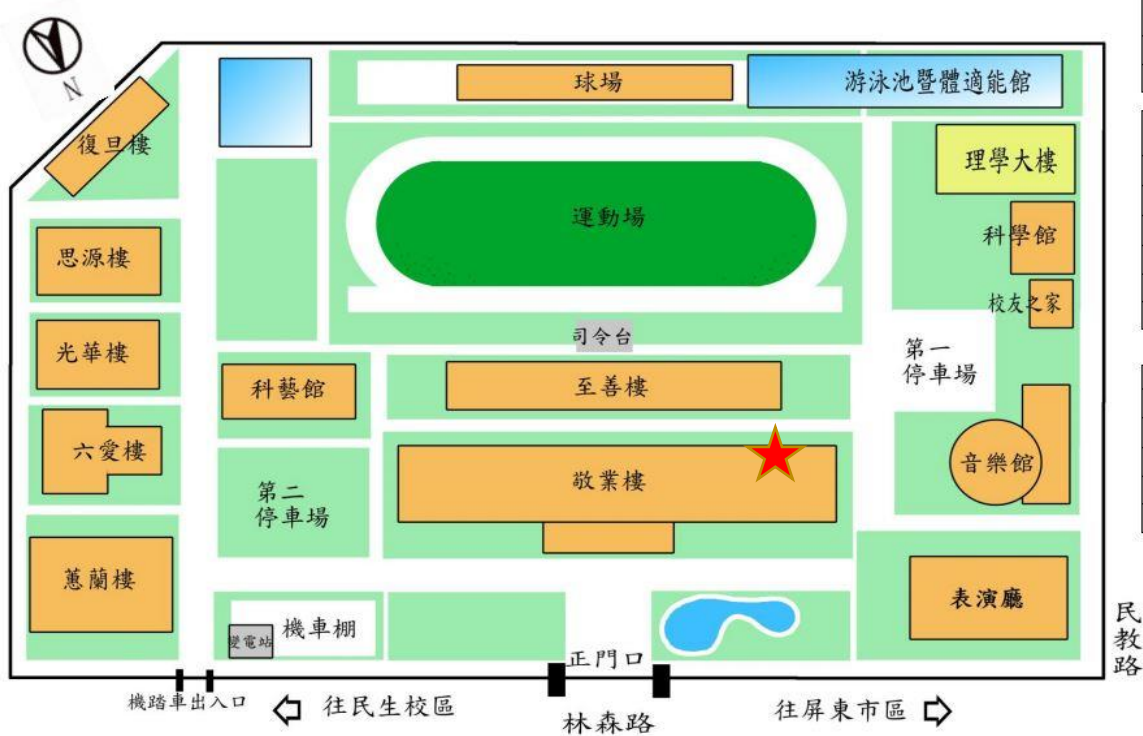 N
球場
游泳池暨體適能館
復旦樓
理學大樓
運動場
科學館
思源樓
校友之家
司令台
光華樓
第一
停車場
科藝館
至善樓
六愛樓
音樂館
敬業樓
第二
停車場
蕙蘭樓
表演廳
機車棚
變電站
民教路
正門口
機踏車出入口
往民生校區
林森路
往屏東市區